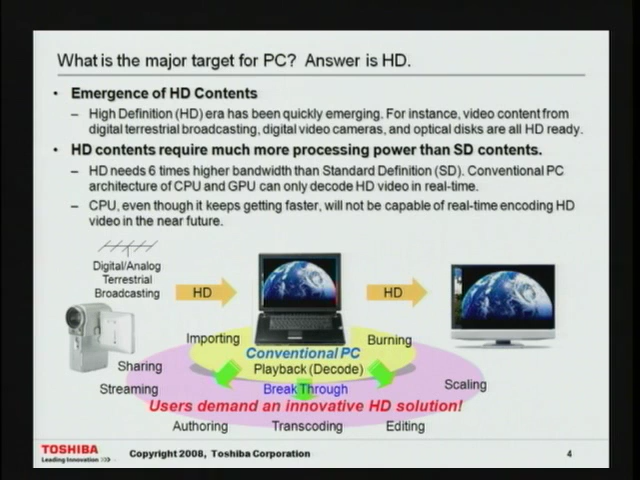 What is the major target for PC?  Answer is HD.
• Emergence of HD Contents
– High Definition (HD) era has been quickly emerging. For instance, video content from
digital terrestrial broadcasting, digital video cameras, and optical disks are all HD ready.
• HD contents require much more processing power than SD contents.
– HD needs 6 times higher bandwidth than Standard Definition (SD). Conventional PC
architecture of CPU and GPU can only decode HD video in real-time.
– CPU, even though it keeps getting faster, will not be capable of real-time encoding HD
video in the near future.
Digital/Analog
Terrestrial
Broadcasting
HD
HD
Importing
Burning
Conventional PC
Playback (Decode)
Sharing
Streaming
Break Through
Scaling
Users demand an innovative HD solution!
Authoring
Transcoding
Editing
TOSHIBA
Leading Innovation >>>
Copyright 2008, Toshiba Corporation
4